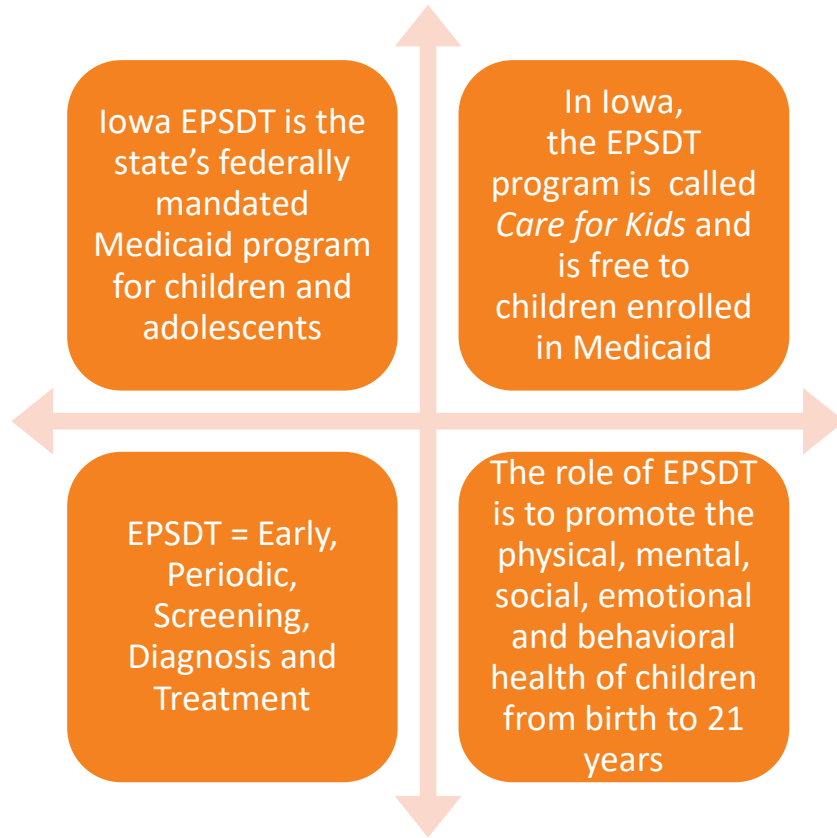 Iowa EPSDT is the
state’s federally
mandated
Medicaid program
for children and
adolescents
In Iowa,
the EPSDT
program is called
Care for Kids and
is free to
children enrolled
in Medicaid
EPSDT = Early,
Periodic,
Screening,
Diagnosis and
Treatment
The role of EPSDT
is to promote the
physical, mental,
social, emotional
and behavioral
health of children
from birth to 21
years